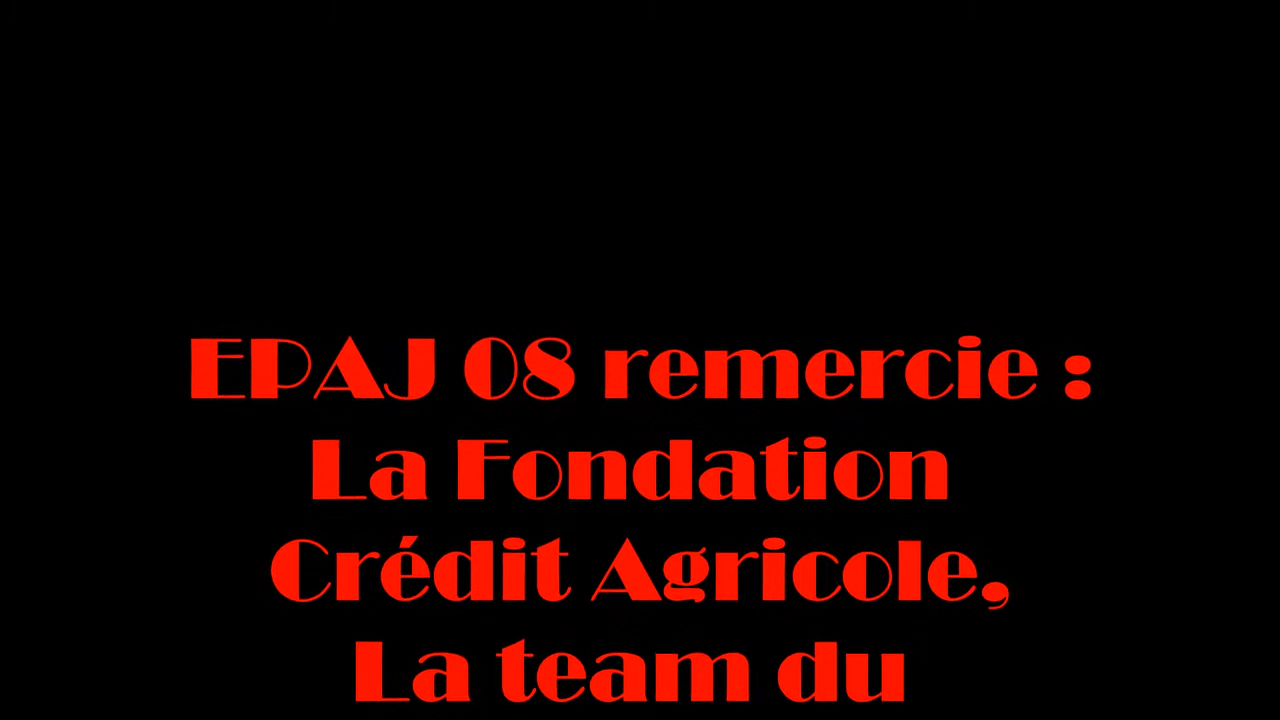 EPAJ 08 remercie :
La Fondation
Crédit Agricole,
La team du